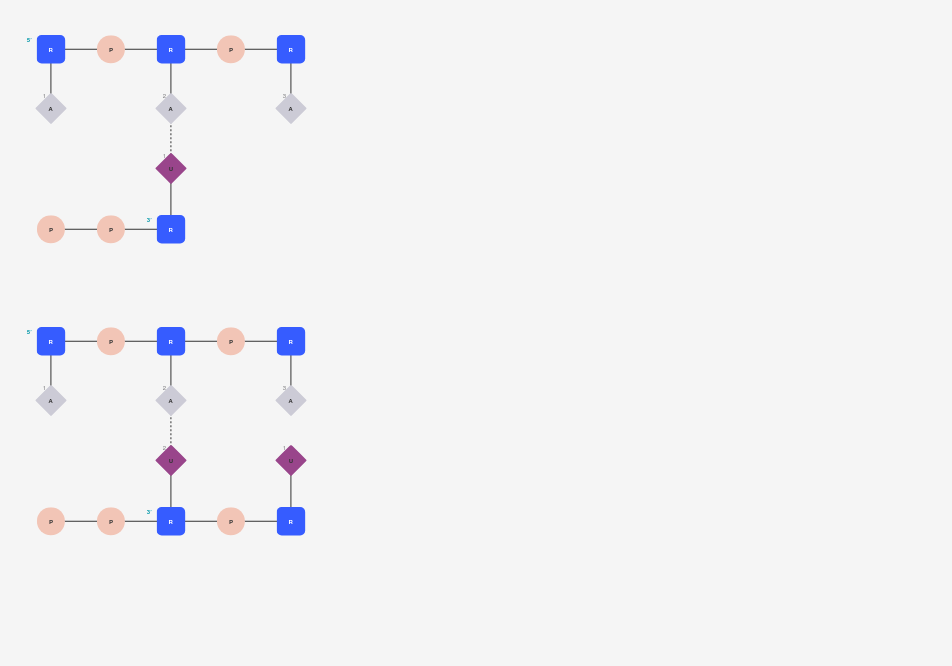 5' R P R P R
1 2 3
A A A
1
U
3'
P P R
5' R P R P R
1 2 3
A A A
2 1
U U
3'
P P R P R